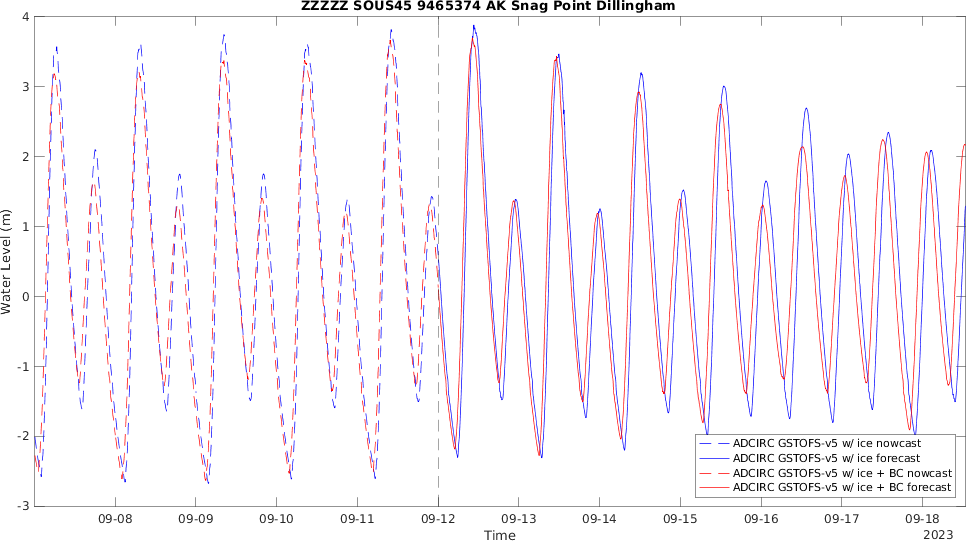 ZZZZZ SOUS45 9465374 AK Snag Point Dillingham
4
3
2
1
0
-1
-2
-3
Water Level (m)
09-08
09-09
09-10
09-11
09-12
09-13
09-14
09-15
09-16
09-17
09-18
Time
2023
ADCIRC GSTOFS-v5 w/ ice nowcast
ADCIRC GSTOFS-v5 w/ ice forecast
ADCIRC GSTOFS-v5 w/ ice + BC nowcast
ADCIRC GSTOFS-v5 w/ ice + BC forecast